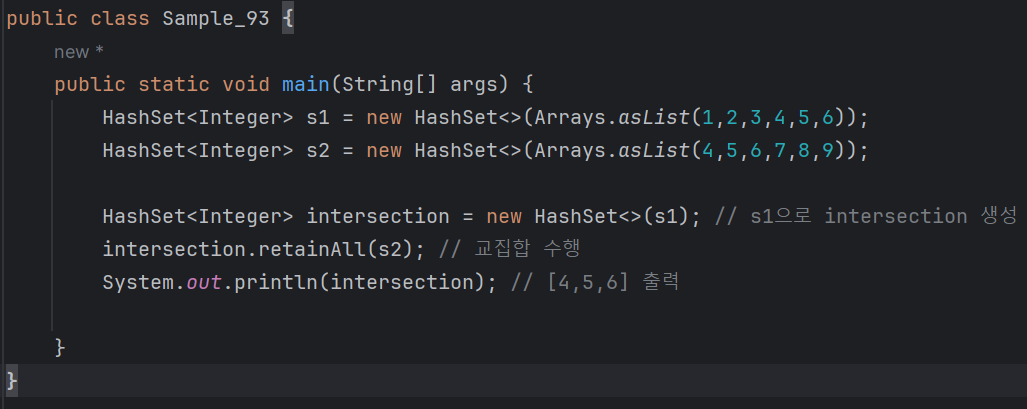 public class Sample_93 {
new *
public static void main(String[] args) {
HashSet<Integer> s1 = new HashSet<>(Arrays.asList(1,2,3,4,5,6));
HashSet<Integer> s2 = new HashSet<>(Arrays.asList(4,5,6,7,8,9));
HashSet<Integer> intersection = new HashSet<>(s1); // s1으로 intersection 생성
intersection.retainAll(s2); // 교집합 수행
System.out.println(intersection); // [4,5,6] 출력
}
}